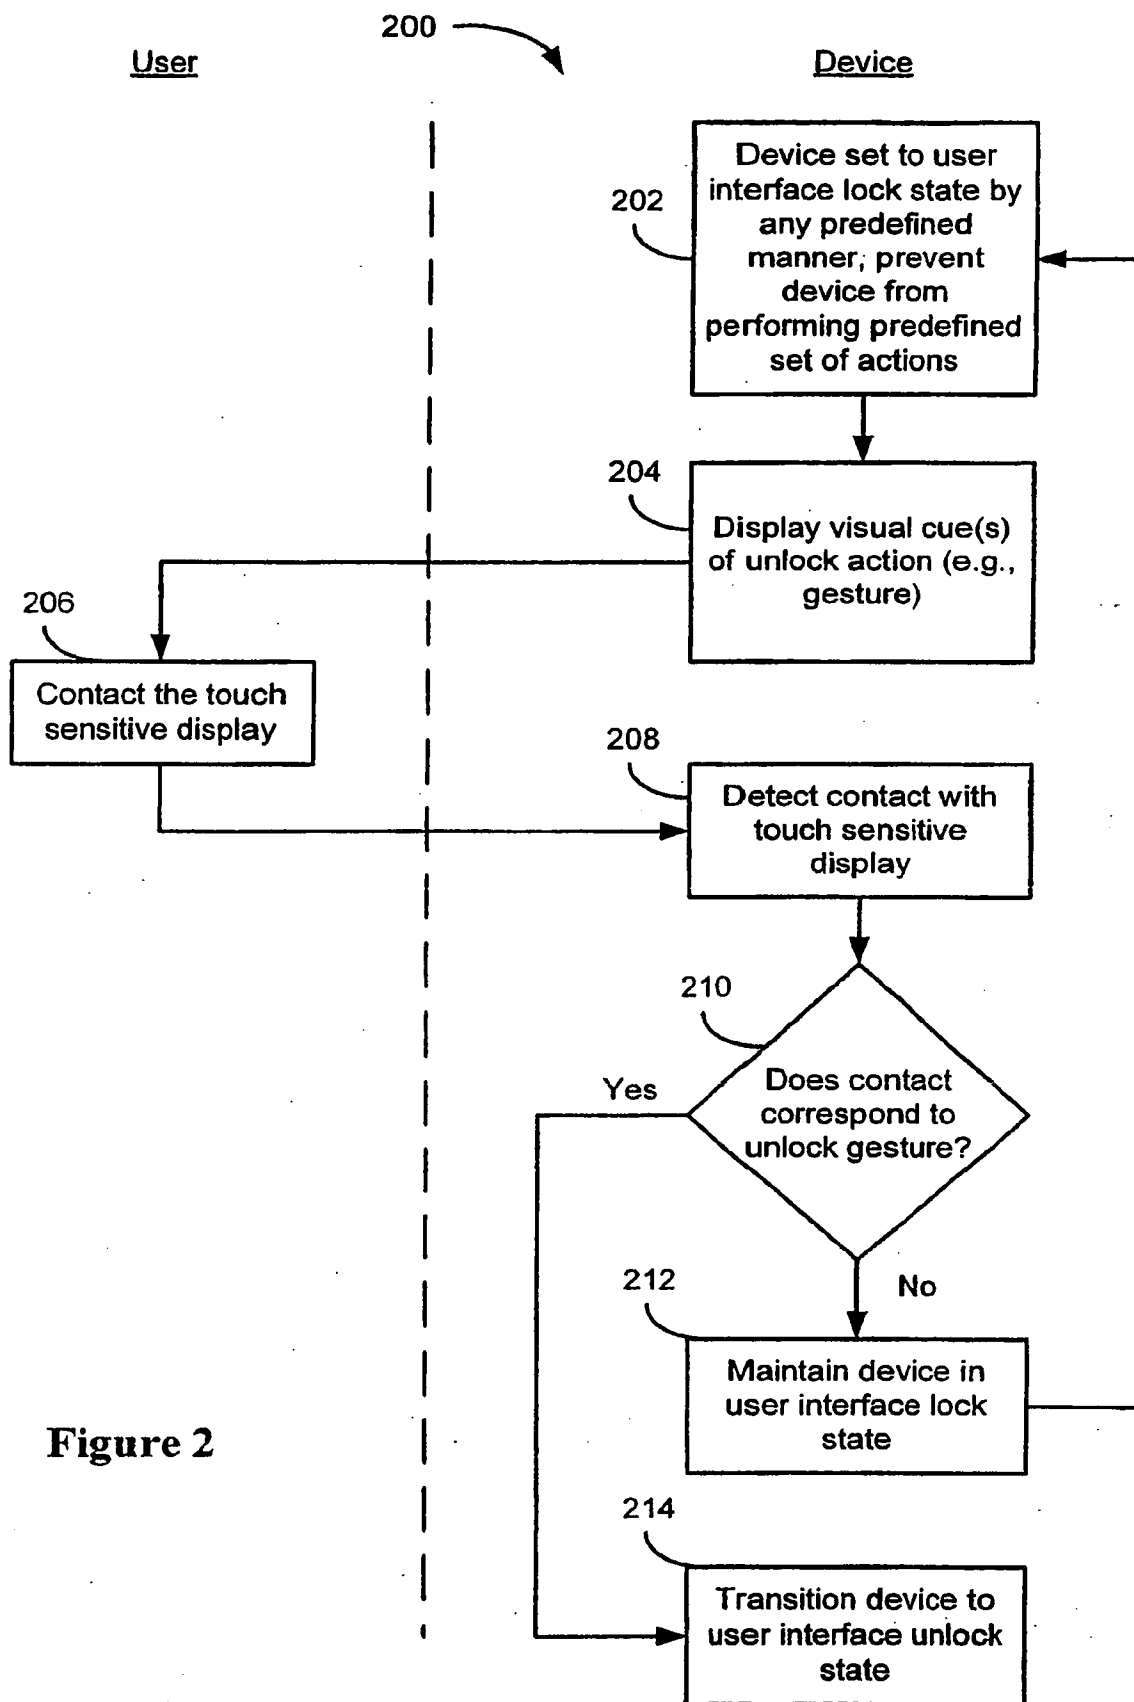 200
User
Device
202
Device set to user
interface lock state by
any predefined
manner; prevent
device from
performing predefined
set of actions
204
Display visual cue(s)
of unlock action (e.g.,
gesture)
206
Contact the touch
sensitive display
208
Detect contact with
touch sensitive
display
210
Does contact
correspond to
unlock gesture?
Yes
No
212
Maintain device in
user interface lock
state
Figure 2
214
Transition device to
user interface unlock
state